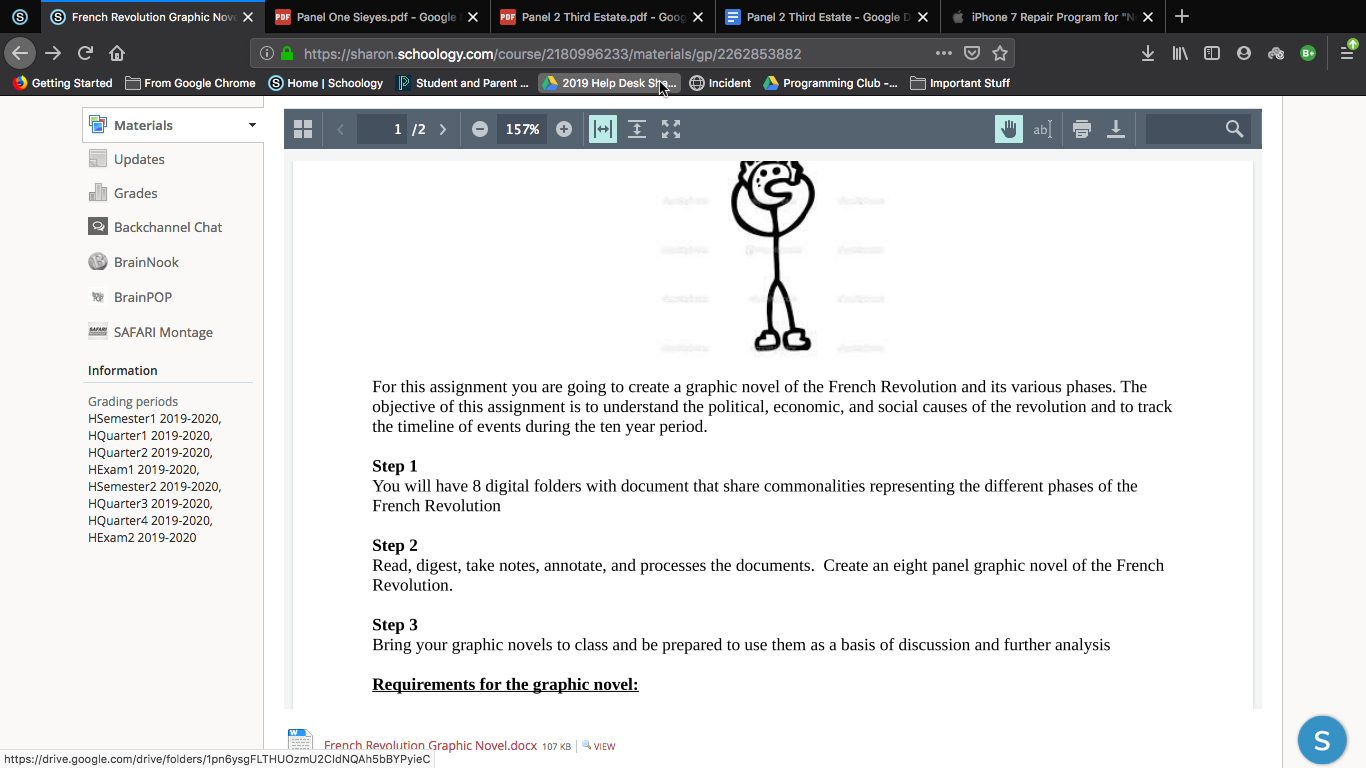 French Revolution Graphic Nov
Panel One Sieyes.pdf - Google
Panel 2 Third Estate.pdf - Goog
Panel 2 Third Estate - Google D
iPhone 7 Repair Program for "N
https://sharon.schoology.com/course/2180996233/materials/gp/2262853882
Getting Started
From Google Chrome
Home | Schoology
Student and Parent ...
2019 Help Desk Sha...
Incident
Programming Club -...
Important Stuff
Materials
Updates
Grades
Backchannel Chat
BrainNook
BrainPOP
SAFARI Montage
Information
Grading periods
HSemester1 2019-2020,
HQuarter1 2019-2020,
HQuarter2 2019-2020,
HExam1 2019-2020,
HSemester2 2019-2020,
HQuarter3 2019-2020,
HQuarter4 2019-2020,
HExam2 2019-2020
1 /2
157%
ab
For this assignment you are going to create a graphic novel of the French Revolution and its various phases. The
objective of this assignment is to understand the political, economic, and social causes of the revolution and to track
the timeline of events during the ten year period.
Step 1
You will have 8 digital folders with document that share commonalities representing the different phases of the
French Revolution
Step 2
Read, digest, take notes, annotate, and processes the documents.  Create an eight panel graphic novel of the French
Revolution.
Step 3
Bring your graphic novels to class and be prepared to use them as a basis of discussion and further analysis
Requirements for the graphic novel:
French Revolution Graphic Novel.docx 107 KB | VIEW
https://drive.google.com/drive/folders/1pn6ysgFLTHUOzmU2CldNQAh5bBYPyieC